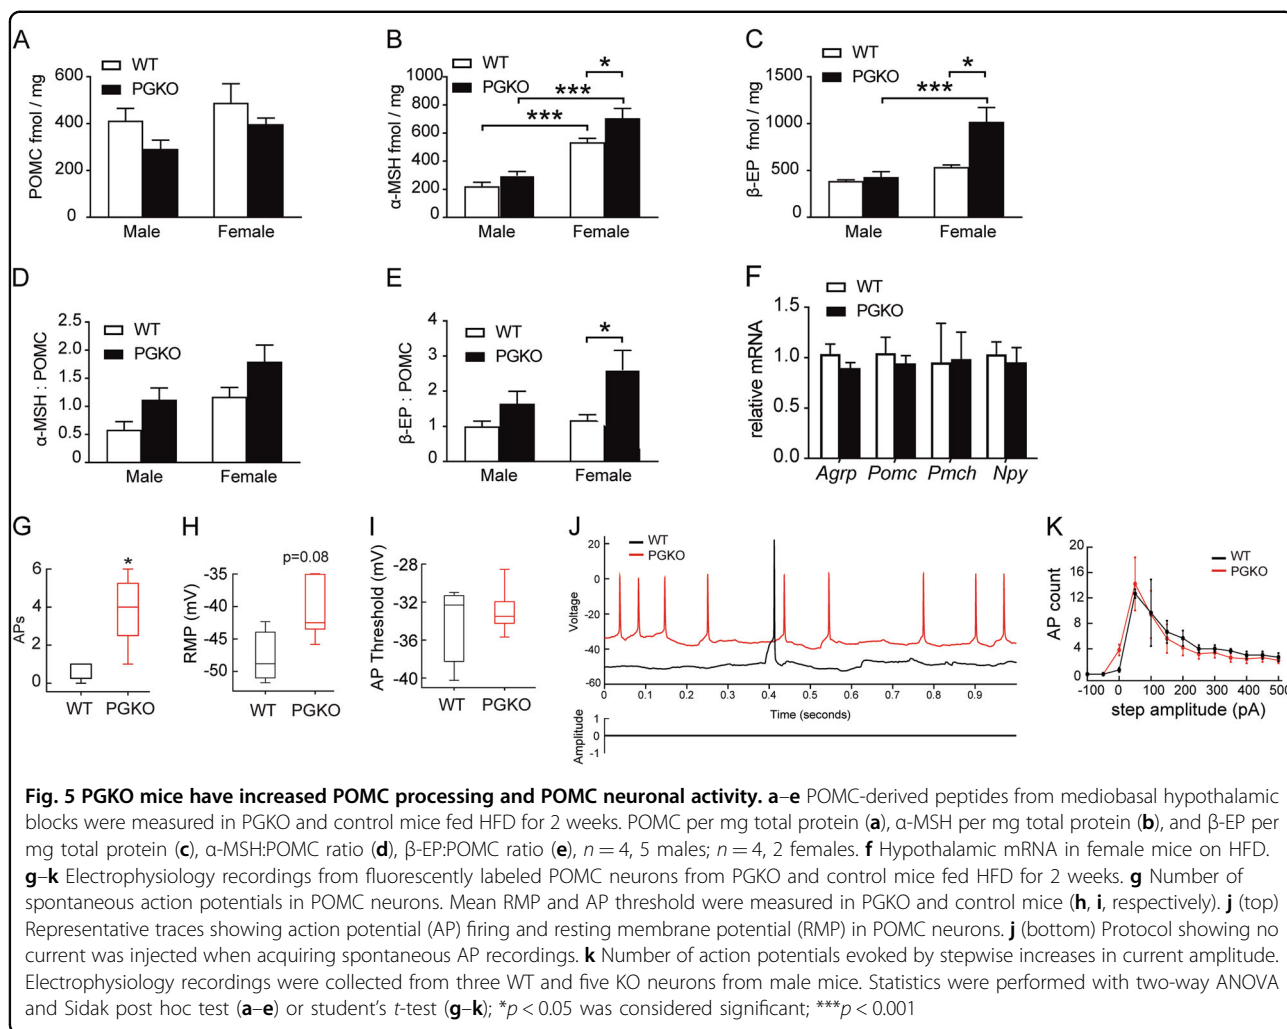 A
WT
PGKO
POMC fmol / mg
600
400
200
0
Male
Female
B
WT
PGKO
*
***
***
α-MSH fmol / mg
1000
800
600
400
200
0
Male
Female
C
WT
PGKO
*
***
β-EP fmol / mg
1500
1000
500
0
Male
Female
D
WT
PGKO
α-MSH : POMC
2.5
2.0
1.5
1.0
0.5
0
Male
Female
E
WT
PGKO
*
β-EP : POMC
4
3
2
1
0
Male
Female
F
WT
PGKO
relative mRNA
1.5
1.0
0.5
0.0
Agrp
Pomc
Pmch
Npy
G
*
APs
6
4
2
0
WT
PGKO
H
p=0.08
RMP (mV)
-35
-40
-45
-50
WT
PGKO
I
AP Threshold (mV)
-28
-32
-36
-40
WT
PGKO
J
WT
PGKO
Voltage
20
0
-20
-40
-60
0
0.1
0.2
0.3
0.4
0.5
0.6
0.7
0.8
0.9
Time (seconds)
Amplitude
1
0
-1
K
WT
PGKO
AP count
20
16
12
8
4
0
-100
0
100
200
300
400
500
step amplitude (pA)
Fig. 5 PGKO mice have increased POMC processing and POMC neuronal activity. a–e POMC-derived peptides from mediobasal hypothalamic
blocks were measured in PGKO and control mice fed HFD for 2 weeks. POMC per mg total protein (a), α-MSH per mg total protein (b), and β-EP per
mg total protein (c), α-MSH:POMC ratio (d), β-EP:POMC ratio (e), n = 4, 5 males; n = 4, 2 females. f Hypothalamic mRNA in female mice on HFD.
g–k Electrophysiology recordings from fluorescently labeled POMC neurons from PGKO and control mice fed HFD for 2 weeks. g Number of
spontaneous action potentials in POMC neurons. Mean RMP and AP threshold were measured in PGKO and control mice (h, i, respectively). j (top)
Representative traces showing action potential (AP) firing and resting membrane potential (RMP) in POMC neurons. j (bottom) Protocol showing no
current was injected when acquiring spontaneous AP recordings. k Number of action potentials evoked by stepwise increases in current amplitude.
Electrophysiology recordings were collected from three WT and five KO neurons from male mice. Statistics were performed with two-way ANOVA
and Sidak post hoc test (a–e) or student's t-test (g–k); *p < 0.05 was considered significant; ***p < 0.001